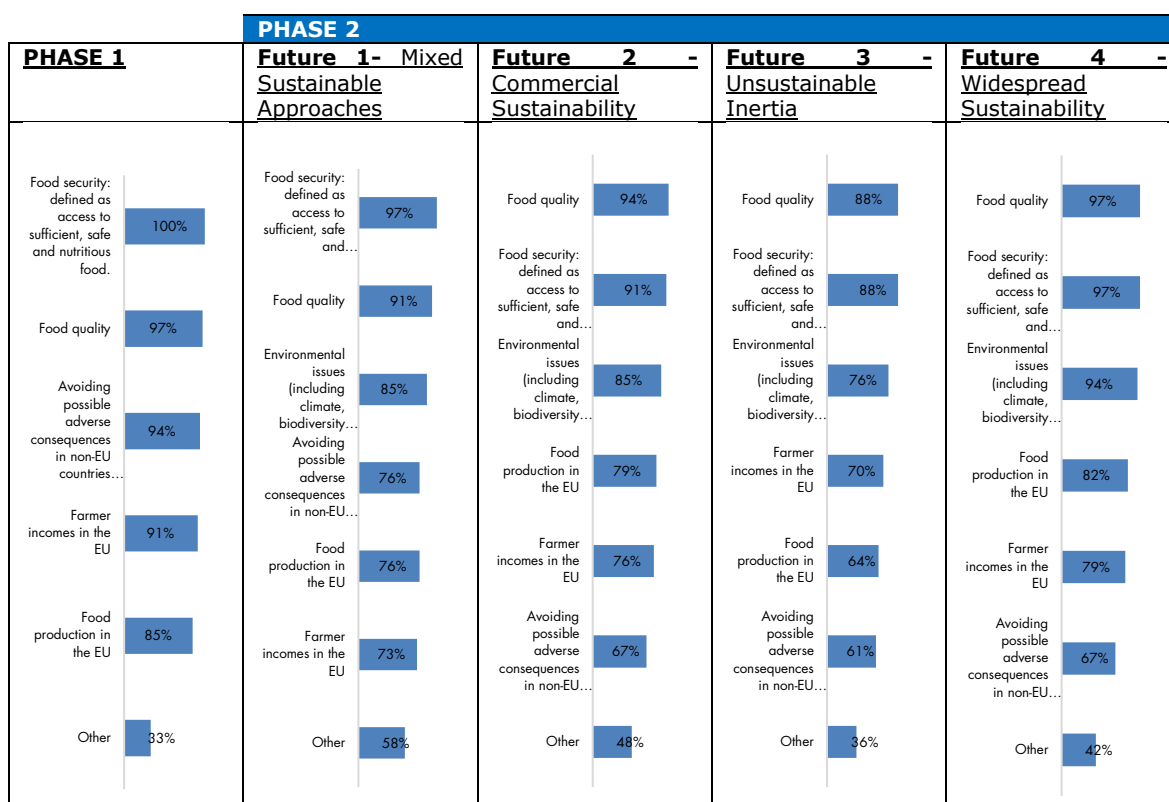 PHASE 2
PHASE 1
Future 1- Mixed
Sustainable
Approaches
Future 2 -
Commercial
Sustainability
Future 3 -
Unsustainable
Inertia
Future 4 -
Widespread
Sustainability
Food security:
defined as
access to
sufficient, safe
and nutritious
food.
100%
Food quality
97%
Avoiding
possible
adverse
consequences
in non-EU
countries...
94%
Farmer
incomes in the
EU
91%
Food
production in
the EU
85%
Other
33%
Food security:
defined as
access to
sufficient, safe
and...
97%
Food quality
91%
Environmental
issues
(including
climate,
biodiversity...
85%
Avoiding
possible
adverse
consequences
in non-EU...
76%
Food
production in
the EU
76%
Farmer
incomes in the
EU
73%
Other
58%
Food quality
94%
Food security:
defined as
access to
sufficient, safe
and...
91%
Environmental
issues
(including
climate,
biodiversity...
85%
Food
production in
the EU
79%
Farmer
incomes in the
EU
76%
Avoiding
possible
adverse
consequences
in non-EU...
67%
Other
48%
Food quality
88%
Food security:
defined as
access to
sufficient, safe
and...
88%
Environmental
issues
(including
climate,
biodiversity...
76%
Farmer
incomes in the
EU
70%
Food
production in
the EU
64%
Avoiding
possible
adverse
consequences
in non-EU...
61%
Other
36%
Food quality
97%
Food security:
defined as
access to
sufficient, safe
and...
97%
Environmental
issues
(including
climate,
biodiversity...
94%
Food
production in
the EU
82%
Farmer
incomes in the
EU
79%
Avoiding
possible
adverse
consequences
in non-EU...
67%
Other
42%